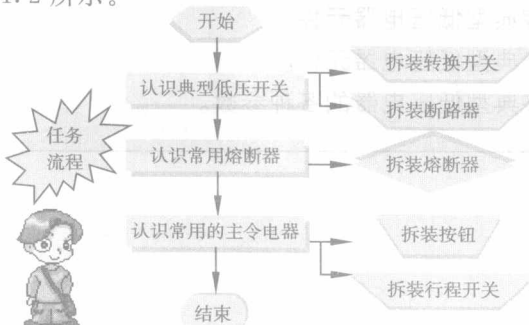 所示。
开始
认识典型低压开关
拆装转换开关
拆装断路器
任务
流程
认识常用熔断器
拆装熔断器
认识常用的主令电器
拆装按钮
拆装行程开关
结束